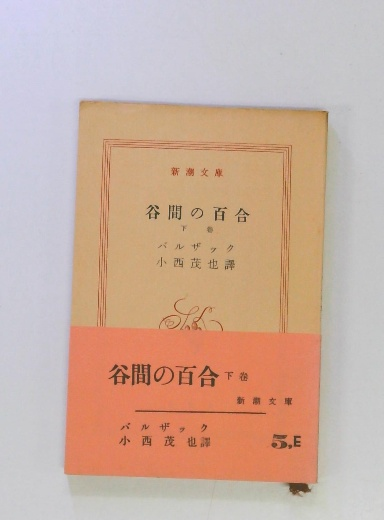 新潮文庫
谷間の百合
下巻
バルザック
小西茂也譯
谷間の百合 下巻
新潮文庫
バルザック
小西茂也譯
5,E